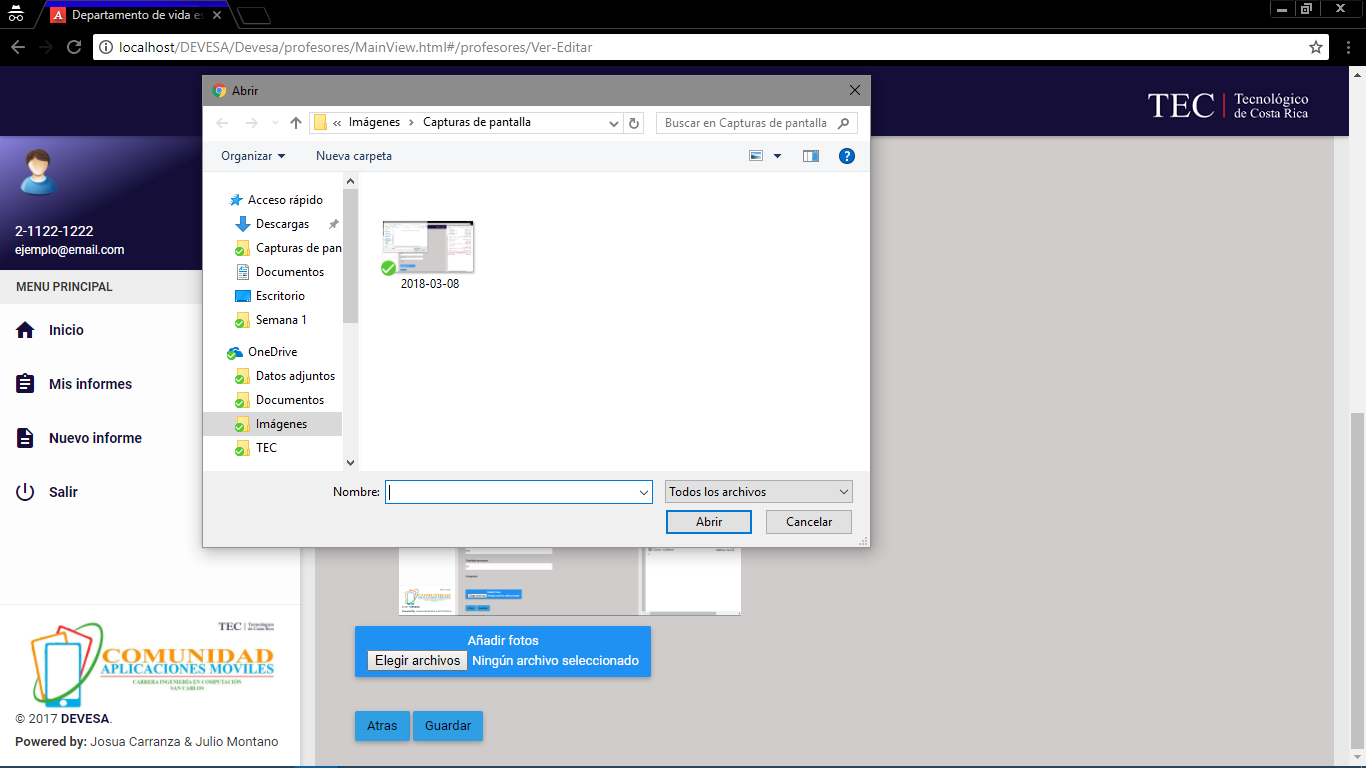 Departamento de vida es
localhost/DEVESA/Devesa/profesores/MainView.html#/profesores/Ver-Editar
TEC | Tecnológico
de Costa Rica
2-1122-1222
ejemplo@email.com
MENU PRINCIPAL
Inicio
Mis informes
Nuevo informe
Salir
TEC | Tecnológico
de Costa Rica
COMUNIDAD
APLICACIONES MOVILES
CARRERA INGENIERÍA EN COMPUTACIÓN
SAN CARLOS
© 2017 DEVESA.
Powered by: Josua Carranza & Julio Montano
Abrir
« Imágenes › Capturas de pantalla
Buscar en Capturas de pantalla
Organizar
Nueva carpeta
Acceso rápido
Descargas
Capturas de pan
Documentos
Escritorio
Semana 1
OneDrive
Datos adjuntos
Documentos
Imágenes
TEC
2018-03-08
Nombre:
Todos los archivos
Abrir
Cancelar
Añadir fotos
Elegir archivos Ningún archivo seleccionado
Atras
Guardar